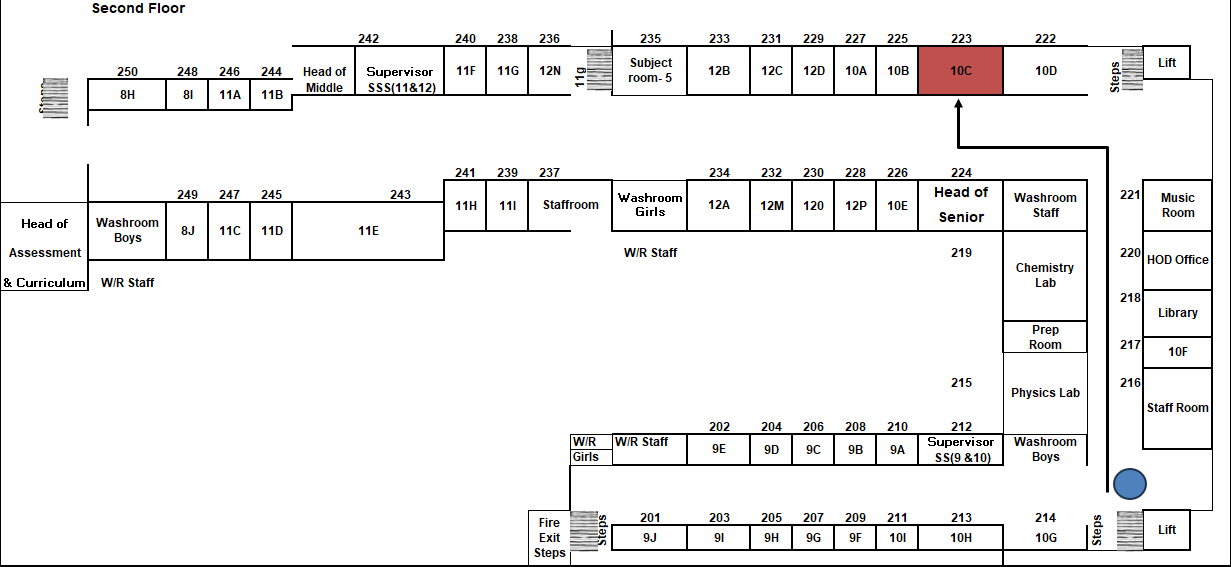 Second Floor
242 240 238 236 235 233 231 229 227 225 223 222
Head of
Middle
Supervisor
SSS(11&12)
11F 11G 12N
11g
Subject
room- 5
12B 12C 12D 10A 10B 10C 10D
Steps
Lift
250 248 246 244
8H 8I 11A 11B
241 239 237 234 232 230 228 226 224
11H 11I Staffroom
Washroom
Girls
12A 12M 120 12P 10E
Head of
Senior
Washroom
Staff
221
Music
Room
249 247 245 243
Head of
Assessment
& Curriculum
Washroom
Boys
8J 11C 11D 11E
W/R Staff
W/R Staff
219
Chemistry
Lab
220
HOD Office
218
Library
Prep
Room
217
10F
215
Physics Lab
216
Staff Room
202 204 206 208 210 212
W/R
Girls
W/R Staff
9E 9D 9C 9B 9A
Supervisor
SS(9 &10)
Washroom
Boys
201 203 205 207 209 211 213 214
Fire
Exit
Steps
Steps
9J 9I 9H 9G 9F 10I 10H 10G
Steps
Lift